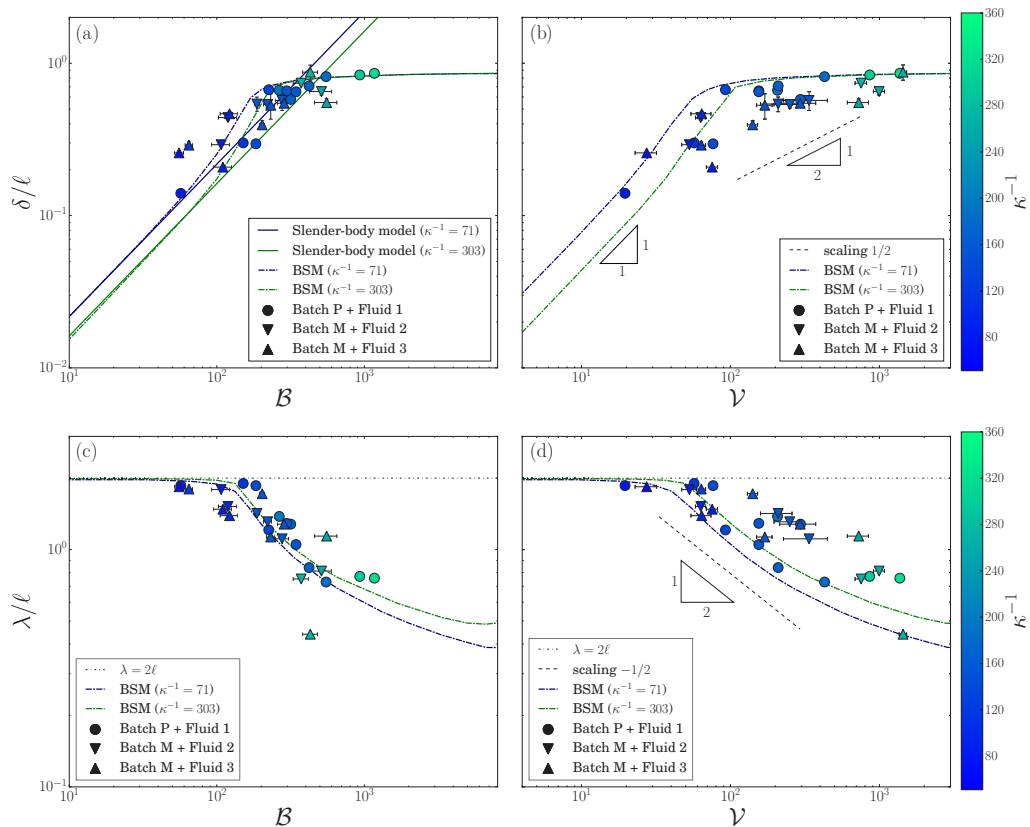 (a)
10⁰
10⁻¹
10⁻²
δ/ℓ
10¹
10²
10³
ℬ
Slender-body model (κ⁻¹ = 71)
Slender-body model (κ⁻¹ = 303)
BSM (κ⁻¹ = 71)
BSM (κ⁻¹ = 303)
Batch P + Fluid 1
Batch M + Fluid 2
Batch M + Fluid 3
(b)
1
2
1
1
scaling 1/2
BSM (κ⁻¹ = 71)
BSM (κ⁻¹ = 303)
Batch P + Fluid 1
Batch M + Fluid 2
Batch M + Fluid 3
10¹
10²
10³
𝒱
360
320
280
240
200
160
120
80
κ⁻¹
(c)
10⁰
10⁻¹
λ/ℓ
λ = 2ℓ
BSM (κ⁻¹ = 71)
BSM (κ⁻¹ = 303)
Batch P + Fluid 1
Batch M + Fluid 2
Batch M + Fluid 3
10¹
10²
10³
ℬ
(d)
1
2
λ = 2ℓ
scaling −1/2
BSM (κ⁻¹ = 71)
BSM (κ⁻¹ = 303)
Batch P + Fluid 1
Batch M + Fluid 2
Batch M + Fluid 3
10¹
10²
10³
𝒱
360
320
280
240
200
160
120
80
κ⁻¹